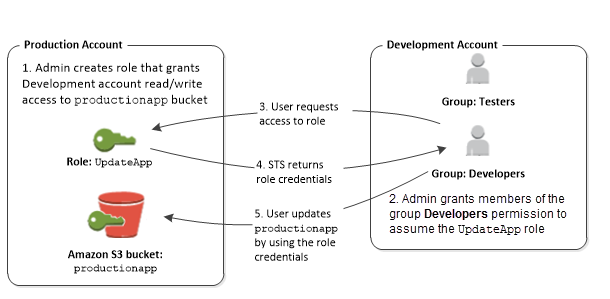 Production Account
1. Admin creates role that grants
Development account read/write
access to productionapp bucket
Role: UpdateApp
Amazon S3 bucket:
productionapp
3. User requests
access to role
4. STS returns
role credentials
5. User updates
productionapp
by using the role
credentials
Development Account
Group: Testers
Group: Developers
2. Admin grants members of the
group Developers permission to
assume the UpdateApp role